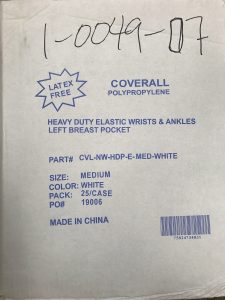 1-0049-07
LATEX FREE
COVERALL
POLYPROPYLENE
HEAVY DUTY ELASTIC WRISTS & ANKLES
LEFT BREAST POCKET
PART# CVL-NW-HDP-E-MED-WHITE
SIZE: MEDIUM
COLOR: WHITE
PACK: 25/CASE
PO# 19006
MADE IN CHINA